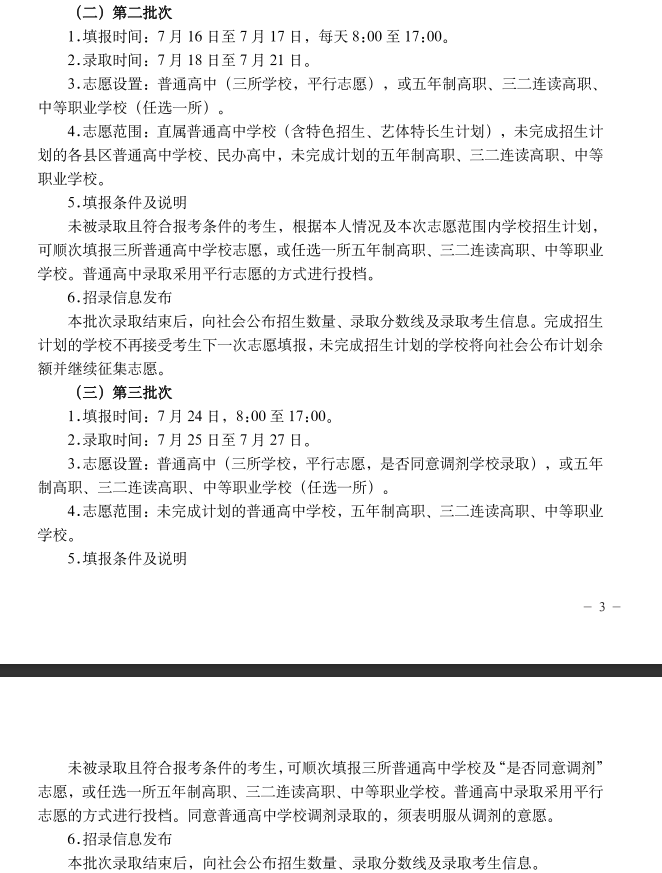 （二）第二批次
1.填报时间：7 月 16 日至 7 月 17 日，每天 8:00 至 17:00。
2.录取时间：7 月 18 日至 7 月 21 日。
3.志愿设置：普通高中（三所学校，平行志愿），或五年制高职、三二连读高职、
中等职业学校（任选一所）。
4.志愿范围：直属普通高中学校（含特色招生、艺体特长生计划），未完成招生计
划的各县区普通高中学校、民办高中，未完成计划的五年制高职、三二连读高职、中等
职业学校。
5.填报条件及说明
未被录取且符合报考条件的考生，根据本人情况及本次志愿范围内学校招生计划，
可顺次填报三所普通高中学校志愿，或任选一所五年制高职、三二连读高职、中等职业
学校。普通高中录取采用平行志愿的方式进行投档。
6.招录信息发布
本批次录取结束后，向社会公布招生数量、录取分数线及录取考生信息。完成招生
计划的学校不再接受考生下一次志愿填报，未完成招生计划的学校将向社会公布计划余
额并继续征集志愿。
（三）第三批次
1.填报时间：7 月 24 日，8:00 至 17:00。
2.录取时间：7 月 25 日至 7 月 27 日。
3.志愿设置：普通高中（三所学校，平行志愿，是否同意调剂学校录取），或五年
制高职、三二连读高职、中等职业学校（任选一所）。
4.志愿范围：未完成计划的普通高中学校，五年制高职、三二连读高职、中等职业
学校。
5.填报条件及说明
－ 3 －
未被录取且符合报考条件的考生，可顺次填报三所普通高中学校及“是否同意调剂”
志愿，或任选一所五年制高职、三二连读高职、中等职业学校。普通高中录取采用平行
志愿的方式进行投档。同意普通高中学校调剂录取的，须表明服从调剂的意愿。
6.招录信息发布
本批次录取结束后，向社会公布招生数量、录取分数线及录取考生信息。